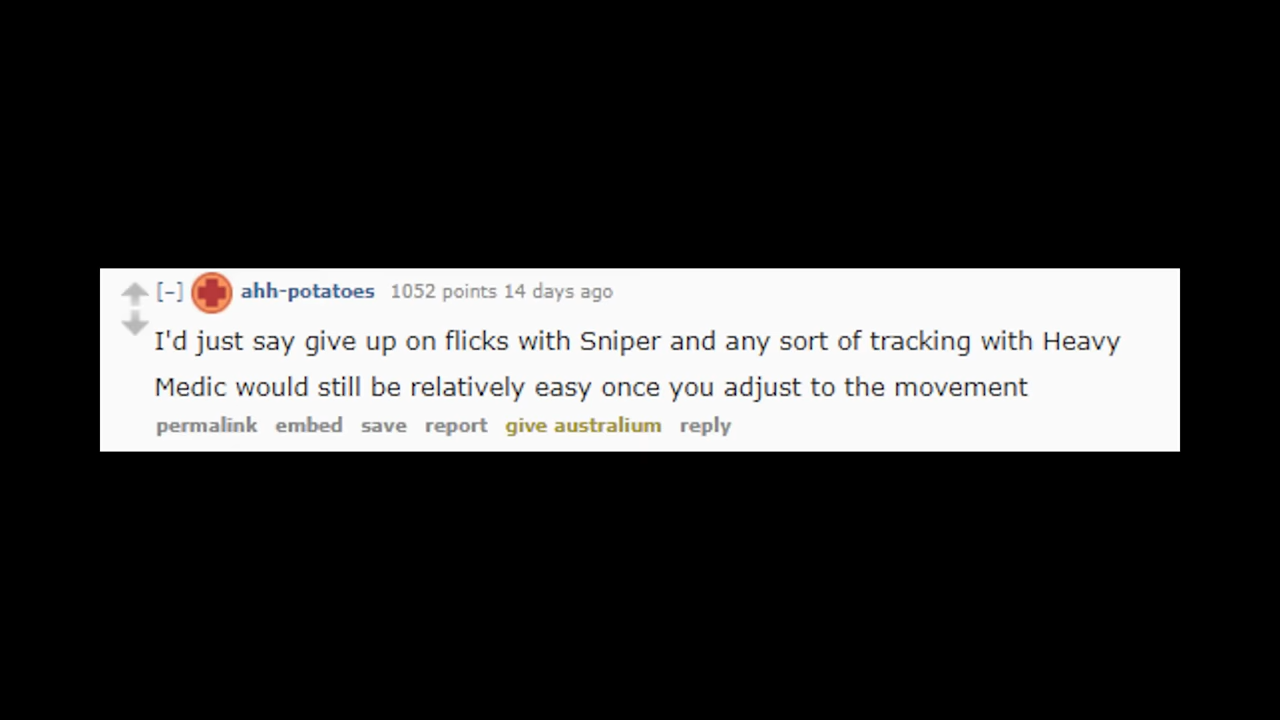 [–] ahh-potatoes 1052 points 14 days ago
I'd just say give up on flicks with Sniper and any sort of tracking with Heavy
Medic would still be relatively easy once you adjust to the movement
permalink embed save report give australium reply